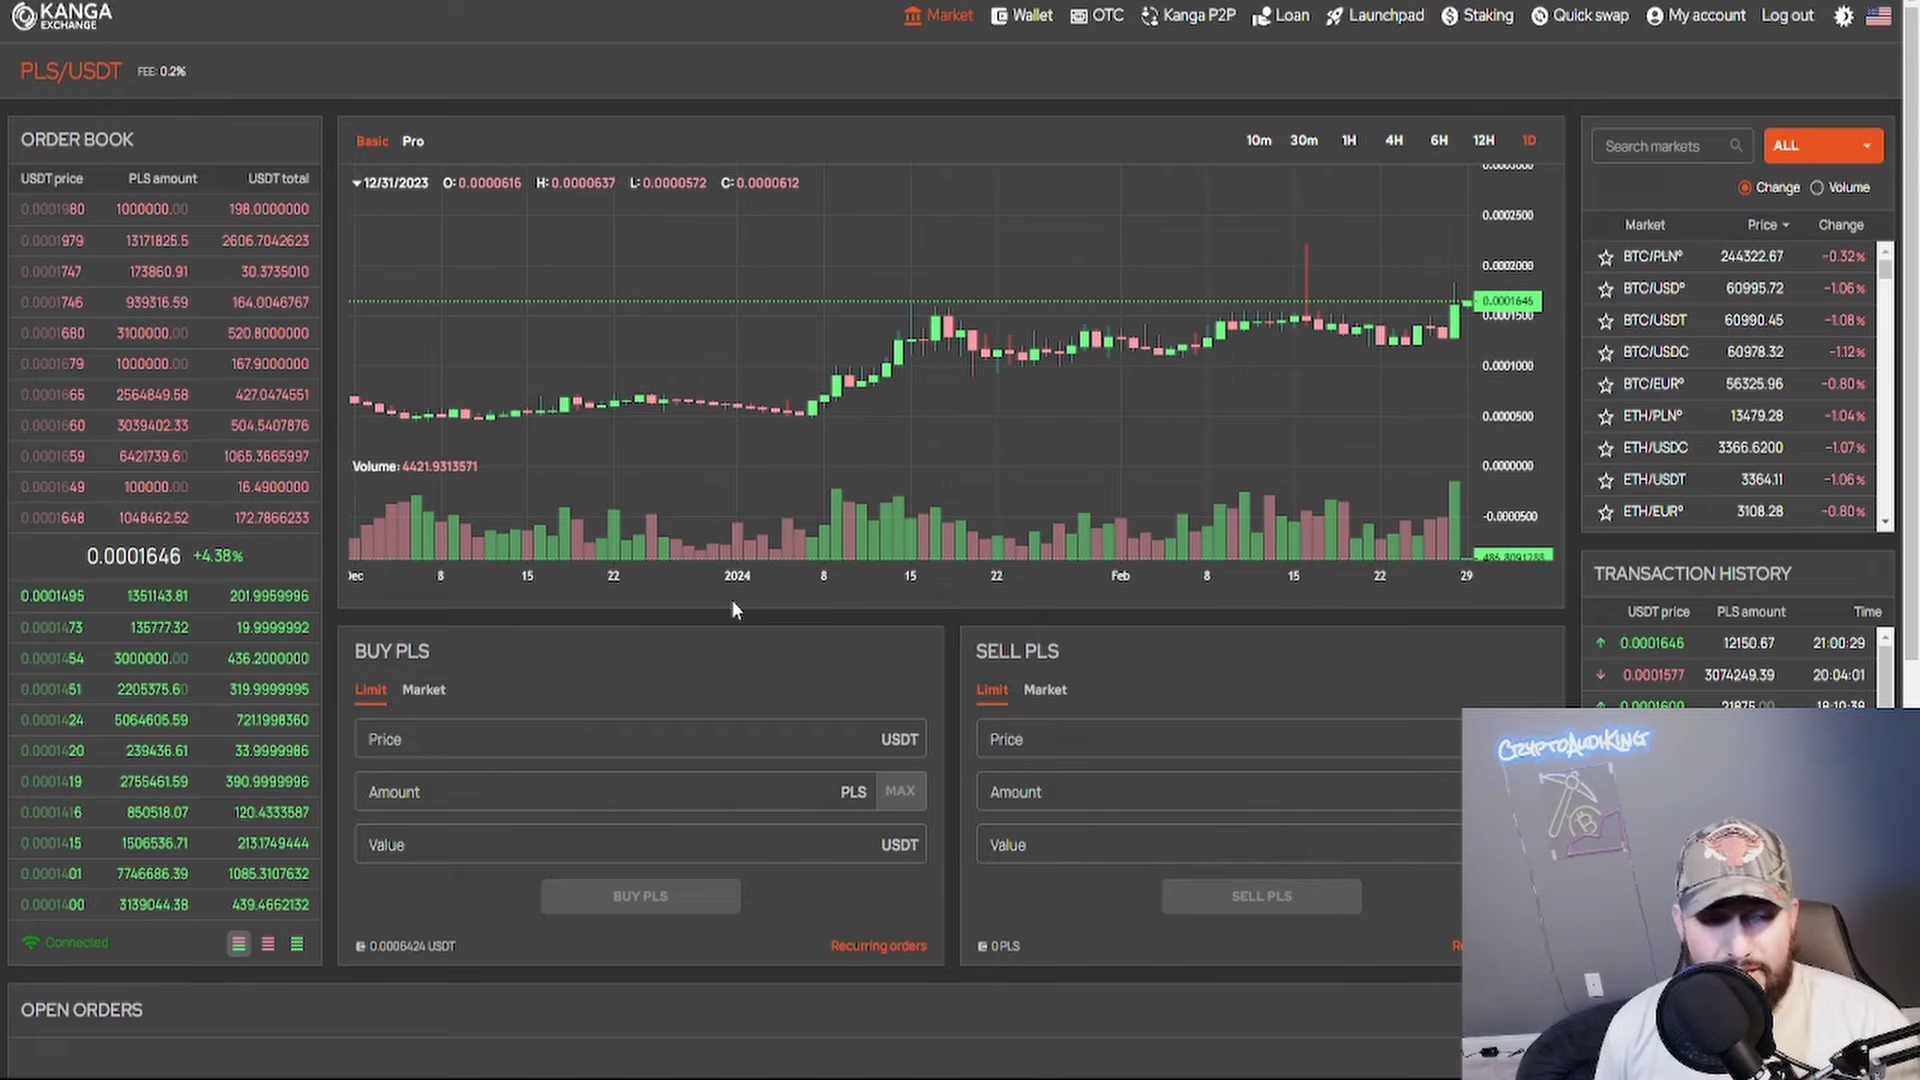 KANGA
EXCHANGE
Market
Wallet
OTC
Kanga P2P
Loan
Launchpad
Staking
Quick swap
My account
Log out
PLS/USDT FEE: 0.2%
ORDER BOOK
USDT price PLS amount USDT total
0.0001980 1000000.00 198.0000000
0.0001979 13171825.5 2606.7042623
0.0001747 173860.91 30.3735010
0.0001746 939316.59 164.0046767
0.0001680 3100000.00 520.8000000
0.0001679 1000000.00 167.9000000
0.0001665 2564849.58 427.0474551
0.0001660 3039402.33 504.5407876
0.0001659 6421739.60 1065.3665997
0.0001649 100000.00 16.4900000
0.0001648 1048462.52 172.7866233
0.0001646 +4.38%
0.0001495 1351143.81 201.9959996
0.0001473 135777.32 19.9999992
0.0001454 3000000.00 436.2000000
0.0001451 2205375.60 319.9999995
0.0001424 5064605.59 721.1998360
0.0001420 239436.61 33.9999986
0.0001419 2755461.59 390.9999996
0.0001416 850518.07 120.4333587
0.0001415 1506536.71 213.1749444
0.0001401 7746686.39 1085.3107632
0.0001400 3139044.38 439.4662132
Connected
Basic Pro
10m 30m 1H 4H 6H 12H 1D
12/31/2023 O: 0.0000616 H: 0.0000637 L: 0.0000572 C: 0.0000612
0.0002500
0.0002000
0.0001646
0.0001500
0.0001000
0.0000500
0.0000000
-0.0000500
Volume: 4421.9313571
486.8091288
8 15 22 2024 8 15 22 Feb 8 15 22 29
BUY PLS
Limit Market
Price USDT
Amount PLS MAX
Value USDT
BUY PLS
0.0006424 USDT Recurring orders
SELL PLS
Limit Market
Price
Amount
Value
SELL PLS
0 PLS
Search markets
ALL
Change Volume
Market Price Change
BTC/PLN° 244322.67 -0.32%
BTC/USD° 60995.72 -1.06%
BTC/USDT 60990.45 -1.08%
BTC/USDC 60978.32 -1.12%
BTC/EUR° 56325.96 -0.80%
ETH/PLN° 13479.28 -1.04%
ETH/USDC 3366.6200 -1.07%
ETH/USDT 3364.11 -1.06%
ETH/EUR° 3108.28 -0.80%
TRANSACTION HISTORY
USDT price PLS amount Time
0.0001646 12150.67 21:00:29
0.0001577 3074249.39 20:04:01
0.0001600 21875.00 18:10:38
CRYPTOAUDIKING
OPEN ORDERS